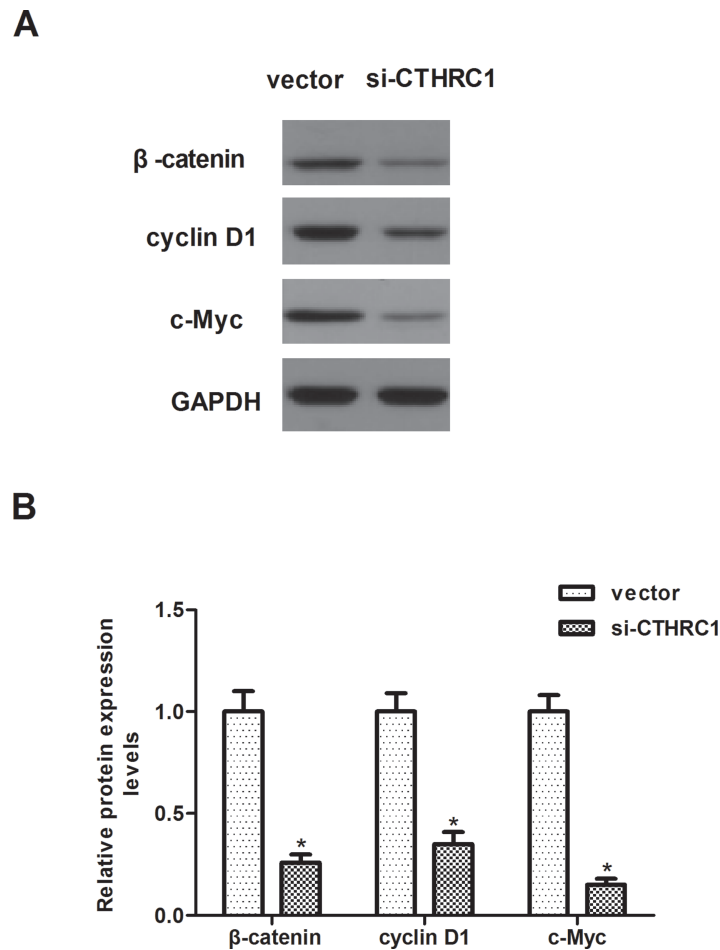 A
vector si-CTHRC1
β -catenin
cyclin D1
c-Myc
GAPDH
B
vector
si-CTHRC1
Relative protein expression
levels
1.5
1.0
0.5
0.0
*
*
*
β-catenin cyclin D1 c-Myc